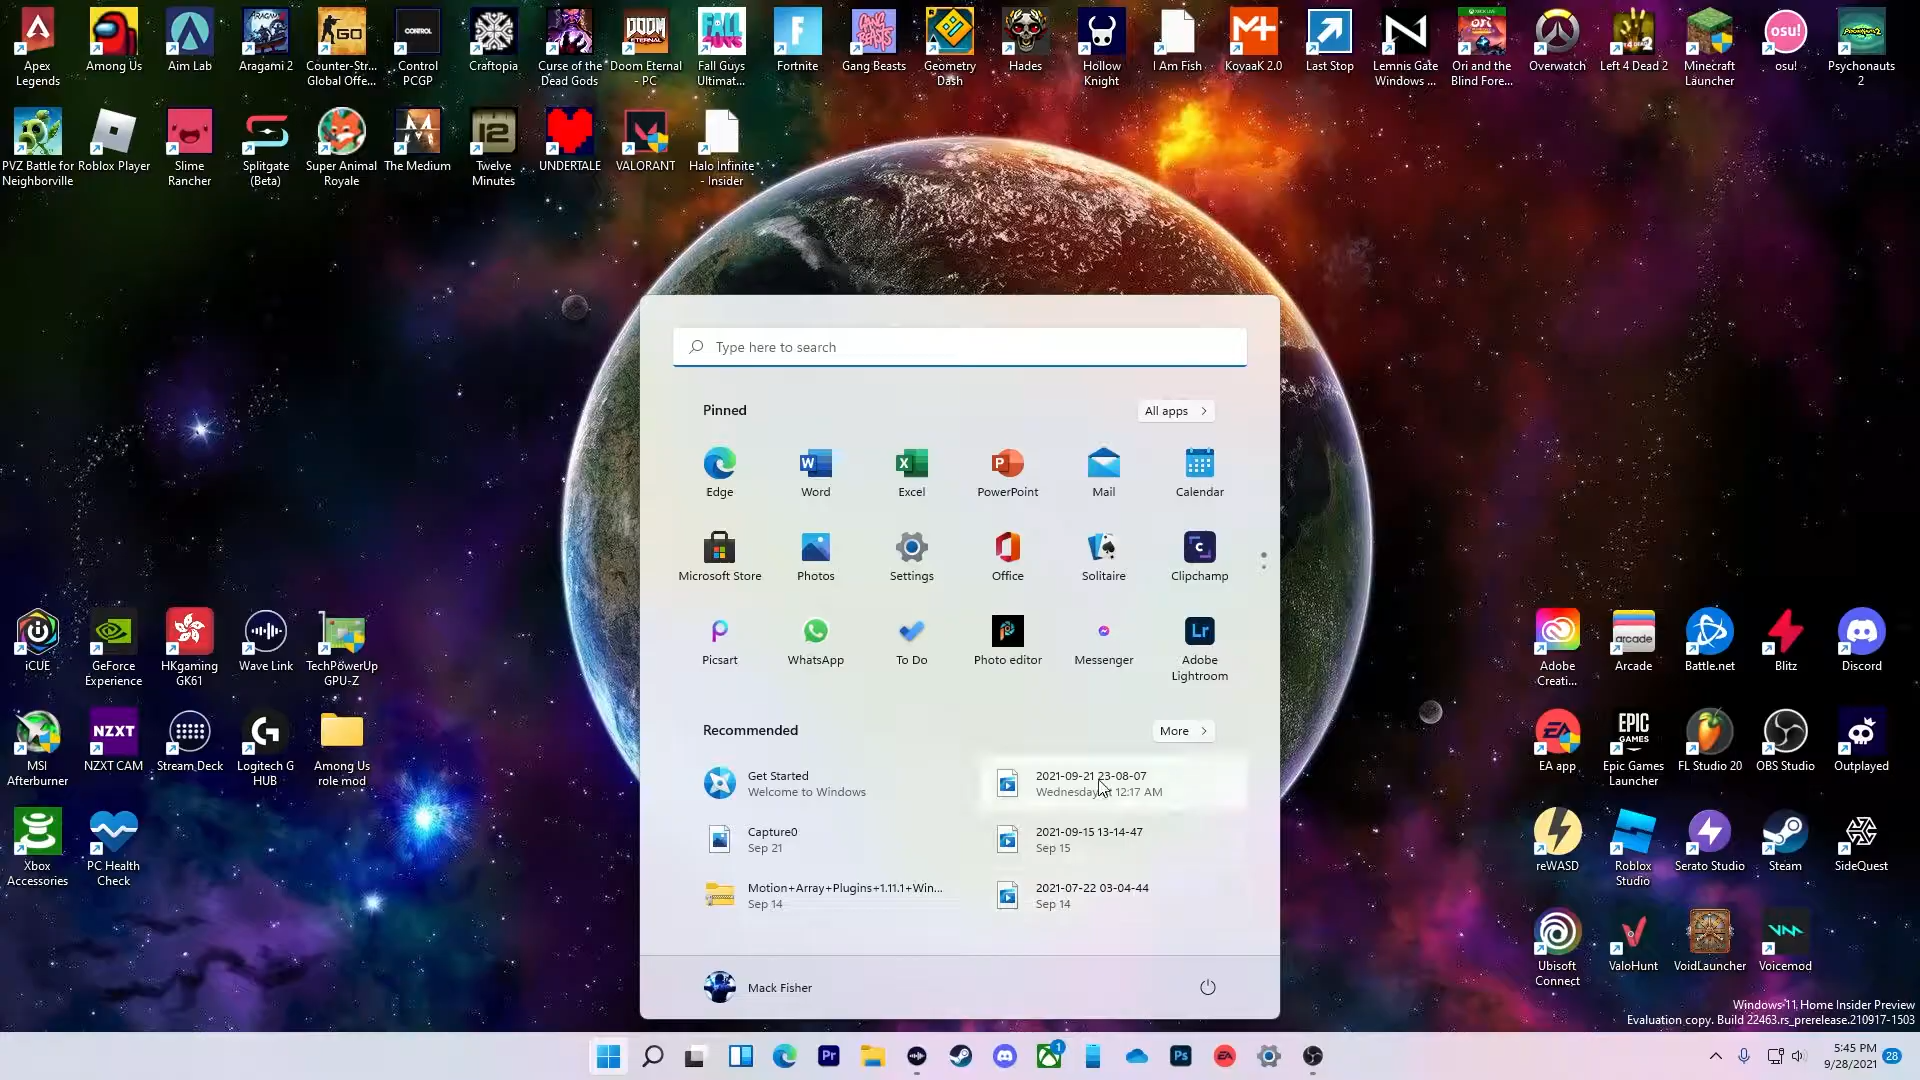 Apex
Legends
Among Us
Aim Lab
Aragami 2
Counter-Str...
Global Offe...
Control
PCGP
Craftopia
Curse of the
Dead Gods
Doom Eternal
- PC
Fall Guys
Ultimat...
Fortnite
Gang Beasts
Geometry
Dash
Hades
Hollow
Knight
I Am Fish
KovaaK 2.0
Last Stop
Lemnis Gate
Windows ...
Ori and the
Blind Fore...
Overwatch
Left 4 Dead 2
Minecraft
Launcher
osu!
Psychonauts
2
PVZ Battle for
Neighborville
Roblox Player
Slime
Rancher
Splitgate
(Beta)
Super Animal
Royale
The Medium
Twelve
Minutes
UNDERTALE
VALORANT
Halo Infinite
- Insider
Type here to search
Pinned
All apps
Edge
Word
Excel
PowerPoint
Mail
Calendar
Microsoft Store
Photos
Settings
Office
Solitaire
Clipchamp
Picsart
WhatsApp
To Do
Photo editor
Messenger
Adobe
Lightroom
Recommended
More
Get Started
Welcome to Windows
2021-09-21 23-08-07
Wednesday at 12:17 AM
Capture0
Sep 21
2021-09-15 13-14-47
Sep 15
Motion+Array+Plugins+1.11.1+Win...
Sep 14
2021-07-22 03-04-44
Sep 14
Mack Fisher
iCUE
GeForce
Experience
HKgaming
GK61
Wave Link
TechPowerUp
GPU-Z
MSI
Afterburner
NZXT
NZXT CAM
Stream Deck
Logitech G
HUB
Among Us
role mod
Xbox
Accessories
PC Health
Check
Adobe
Creati...
arcade
Arcade
Battle.net
Blitz
Discord
EA app
EPIC
GAMES
Epic Games
Launcher
FL Studio 20
OBS Studio
Outplayed
reWASD
Roblox
Studio
Serato Studio
Steam
SideQuest
Ubisoft
Connect
ValoHunt
VoidLauncher
Voicemod
Windows 11 Home Insider Preview
Evaluation copy. Build 22463.rs_prerelease.210917-1503
5:45 PM
9/28/2021
28